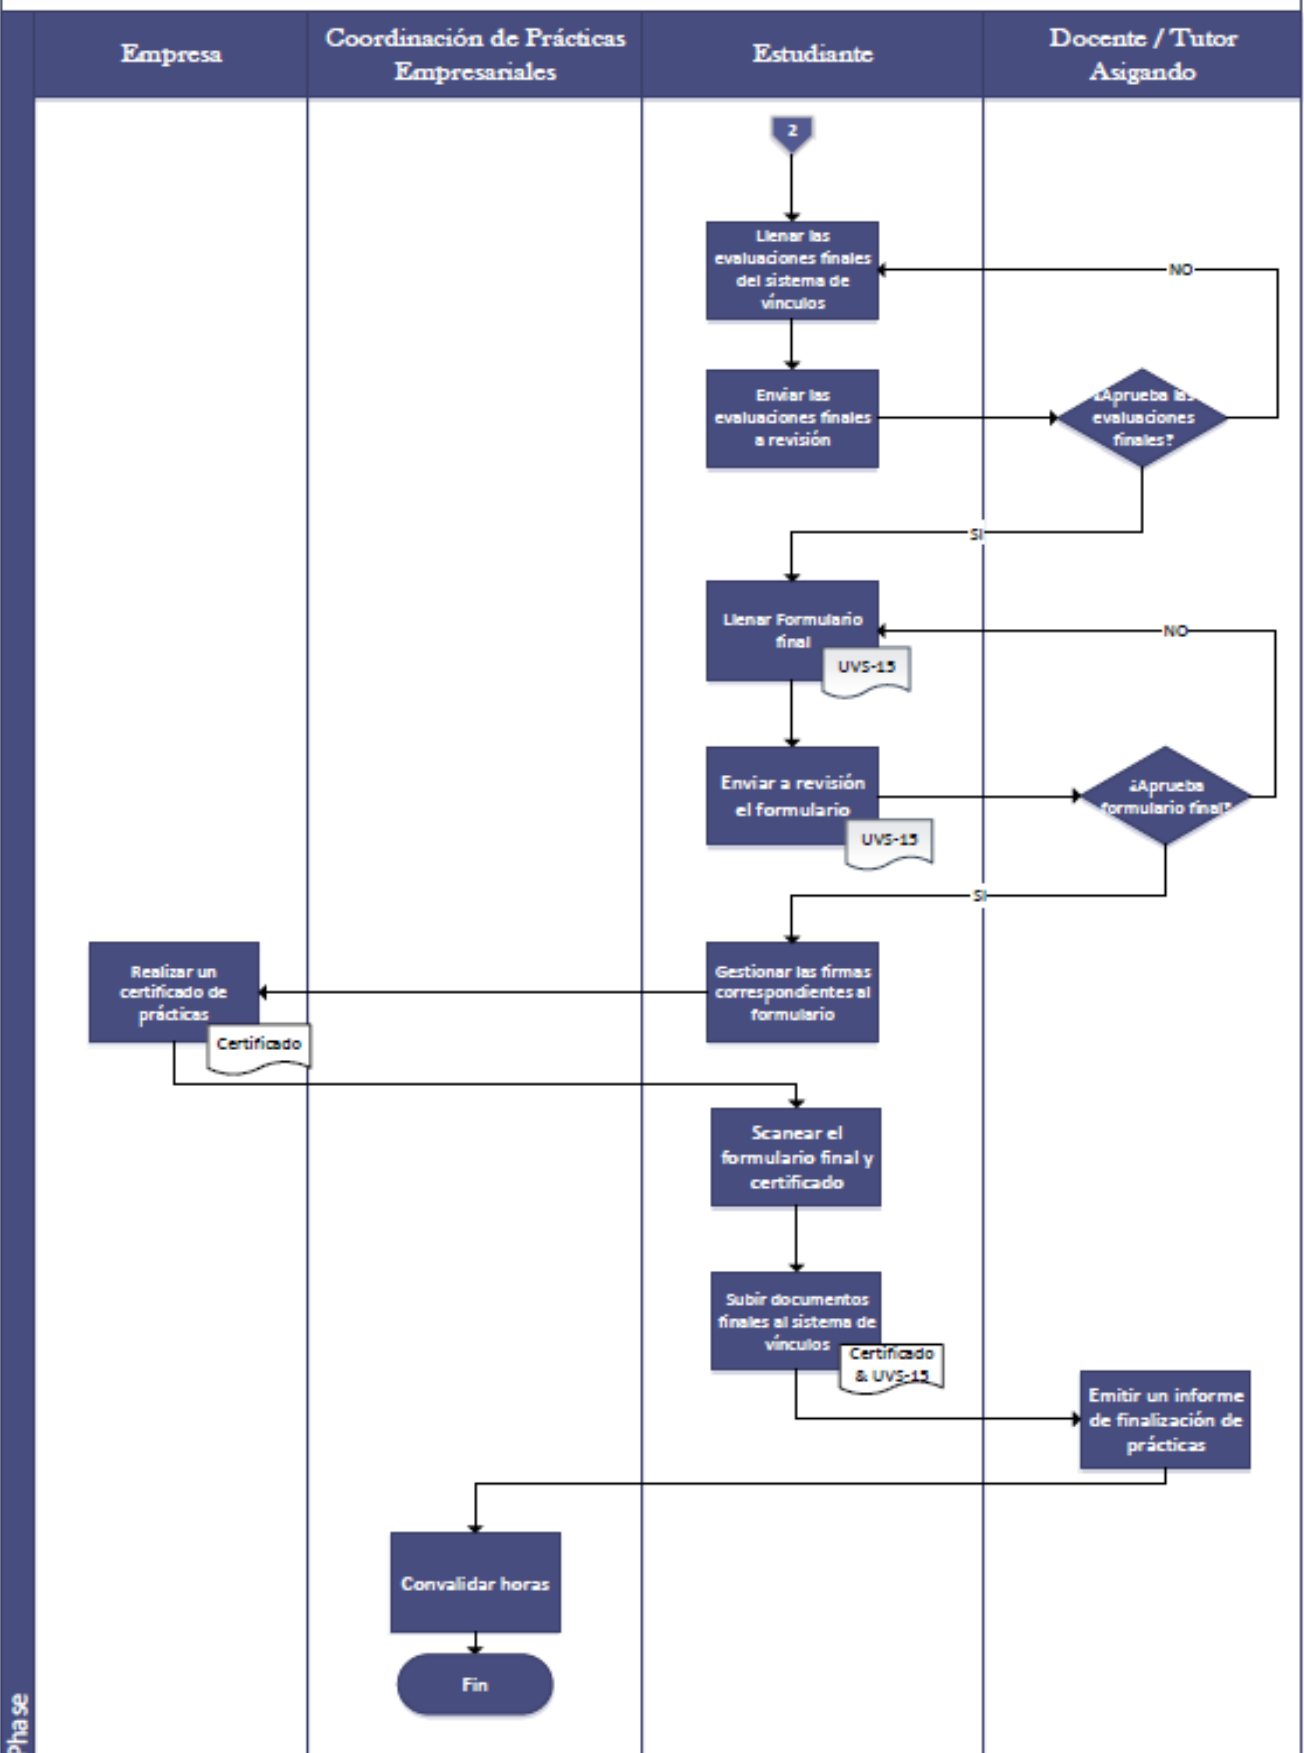 Empresa
Coordinación de Prácticas
Empresariales
Estudiante
Docente / Tutor
Asigando
2
Llenar las
evaluaciones finales
del sistema de
vínculos
NO
Enviar las
evaluaciones finales
a revisión
¿Aprueba las
evaluaciones
finales?
SI
Llenar Formulario
final
UVS-15
NO
Enviar a revisión
el formulario
UVS-15
¿Aprueba
formulario final?
SI
Realizar un
certificado de
prácticas
Certificado
Gestionar las firmas
correspondientes al
formulario
Scanear el
formulario final y
certificado
Subir documentos
finales al sistema de
vínculos
Certificado
& UVS-15
Emitir un informe
de finalización de
prácticas
Convalidar horas
Fin
Phase